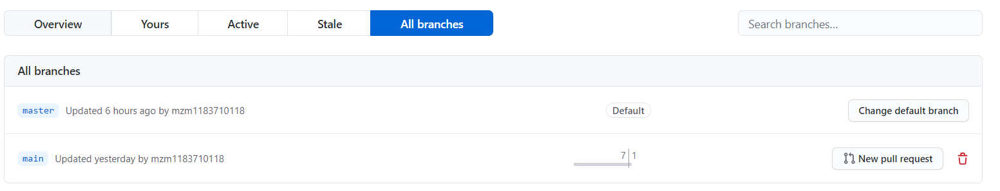 Overview Yours Active Stale All branches Search branches...
All branches
master Updated 6 hours ago by mzm1183710118 Default Change default branch
main Updated yesterday by mzm1183710118 7 1 New pull request